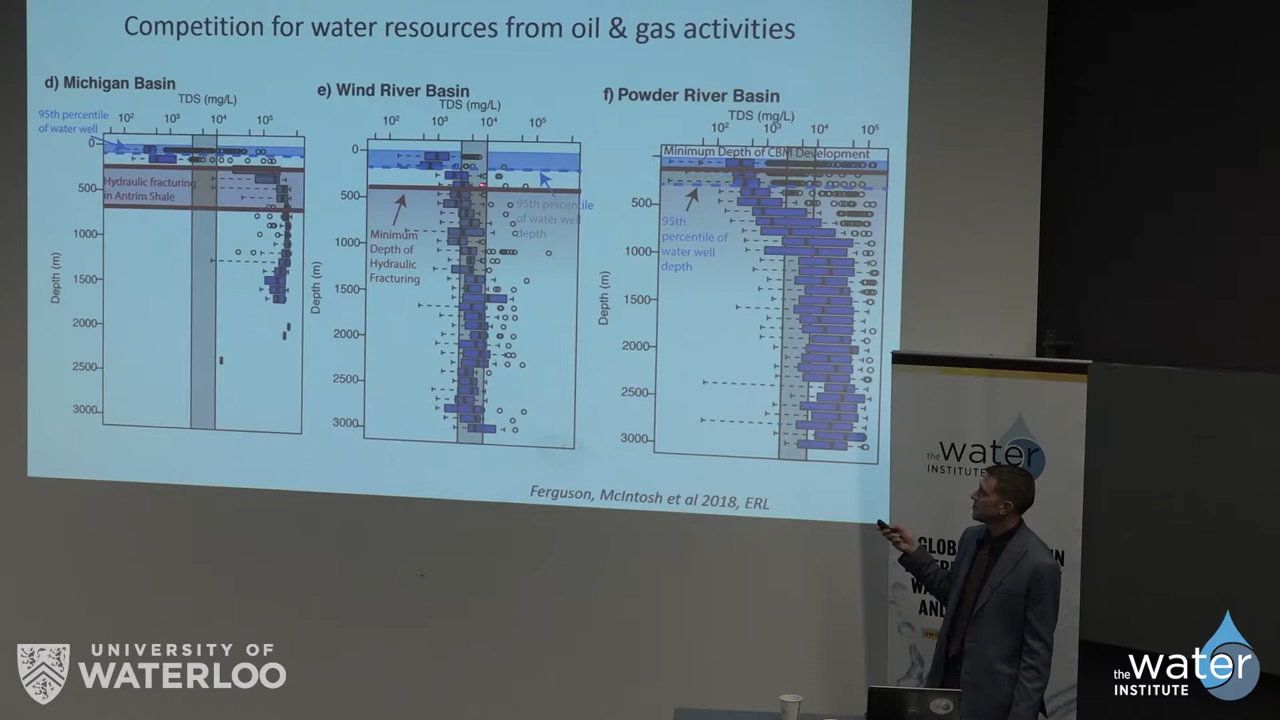 Competition for water resources from oil & gas activities
d) Michigan Basin
TDS (mg/L)
10² 10³ 10⁴ 10⁵
95th percentile
of water well
Hydraulic fracturing
in Antrim Shale
0
500
1000
1500
2000
2500
3000
Depth (m)
e) Wind River Basin
TDS (mg/L)
10² 10³ 10⁴ 10⁵
0
500
1000
1500
2000
2500
3000
Depth (m)
95th percentile
of water well
depth
Minimum
Depth of
Hydraulic
Fracturing
f) Powder River Basin
TDS (mg/L)
10² 10³ 10⁴ 10⁵
Minimum Depth of CBM Development
500
1000
1500
2000
2500
3000
Depth (m)
95th
percentile of
water well
depth
Ferguson, McIntosh et al 2018, ERL
the water
INSTITUTE
GLOB
IN
AND
UNIVERSITY OF
WATERLOO
the water
INSTITUTE